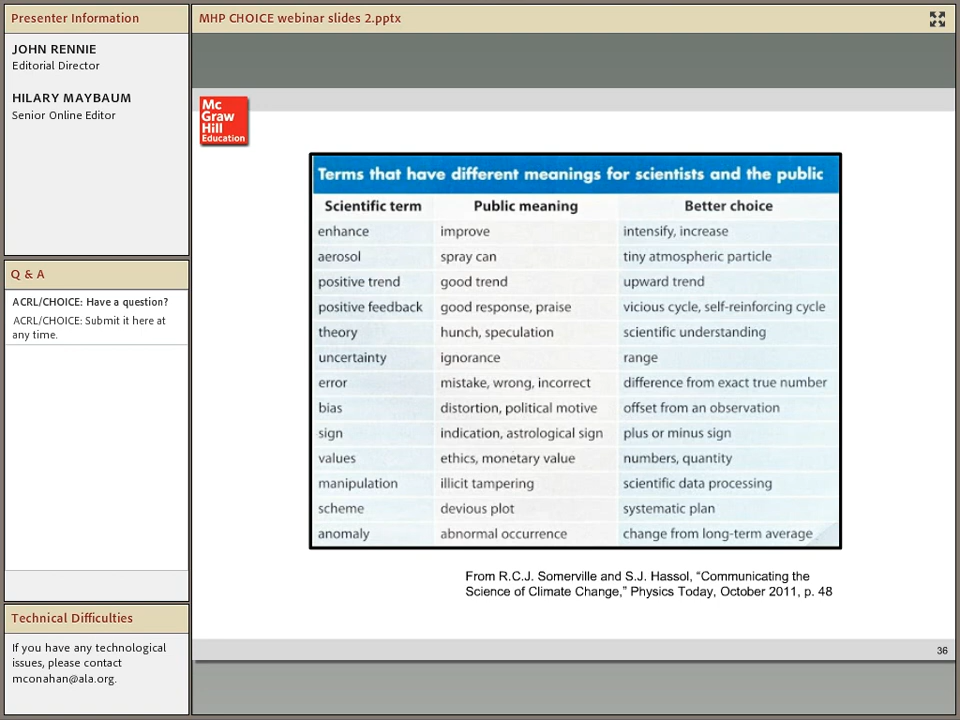 Presenter Information
JOHN RENNIE
Editorial Director
HILARY MAYBAUM
Senior Online Editor
Q & A
ACRL/CHOICE: Have a question?
ACRL/CHOICE: Submit it here at
any time.
Technical Difficulties
If you have any technological
issues, please contact
mconahan@ala.org.
MHP CHOICE webinar slides 2.pptx
Mc
Graw
Hill
Education
Terms that have different meanings for scientists and the public
Scientific term Public meaning Better choice
enhance improve intensify, increase
aerosol spray can tiny atmospheric particle
positive trend good trend upward trend
positive feedback good response, praise vicious cycle, self-reinforcing cycle
theory hunch, speculation scientific understanding
uncertainty ignorance range
error mistake, wrong, incorrect difference from exact true number
bias distortion, political motive offset from an observation
sign indication, astrological sign plus or minus sign
values ethics, monetary value numbers, quantity
manipulation illicit tampering scientific data processing
scheme devious plot systematic plan
anomaly abnormal occurrence change from long-term average
From R.C.J. Somerville and S.J. Hassol, “Communicating the
Science of Climate Change,” Physics Today, October 2011, p. 48
36